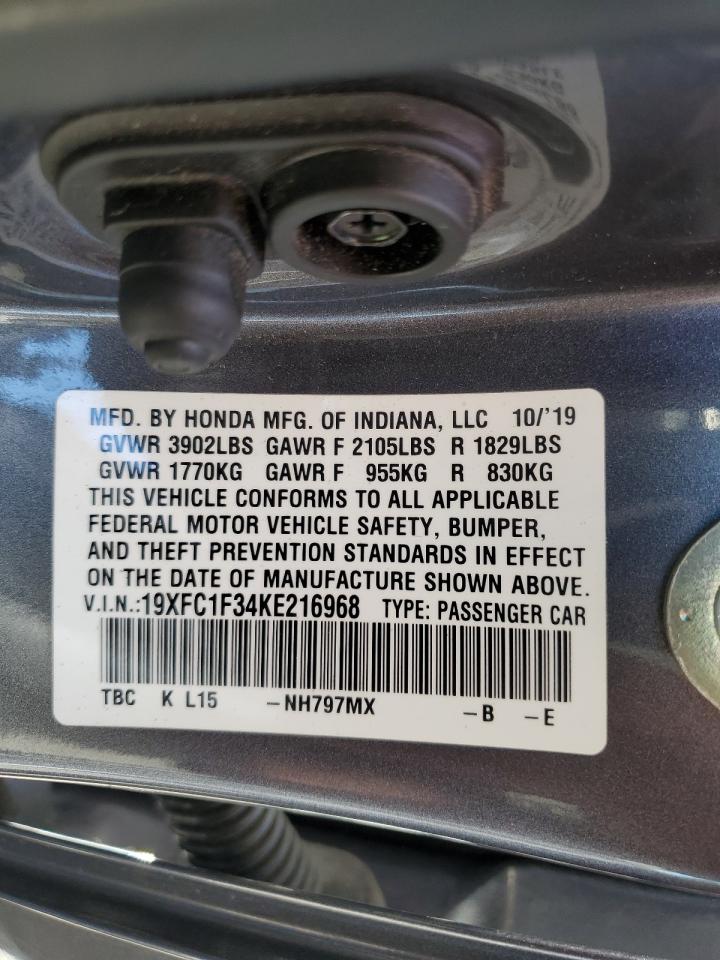 MFD. BY HONDA MFG. OF INDIANA, LLC 10/'19
GVWR 3902LBS GAWR F 2105LBS R 1829LBS
GVWR 1770KG GAWR F 955KG R 830KG
THIS VEHICLE CONFORMS TO ALL APPLICABLE
FEDERAL MOTOR VEHICLE SAFETY, BUMPER,
AND THEFT PREVENTION STANDARDS IN EFFECT
ON THE DATE OF MANUFACTURE SHOWN ABOVE.
V.I.N.:19XFC1F34KE216968 TYPE: PASSENGER CAR
TBC K L15 -NH797MX -B -E